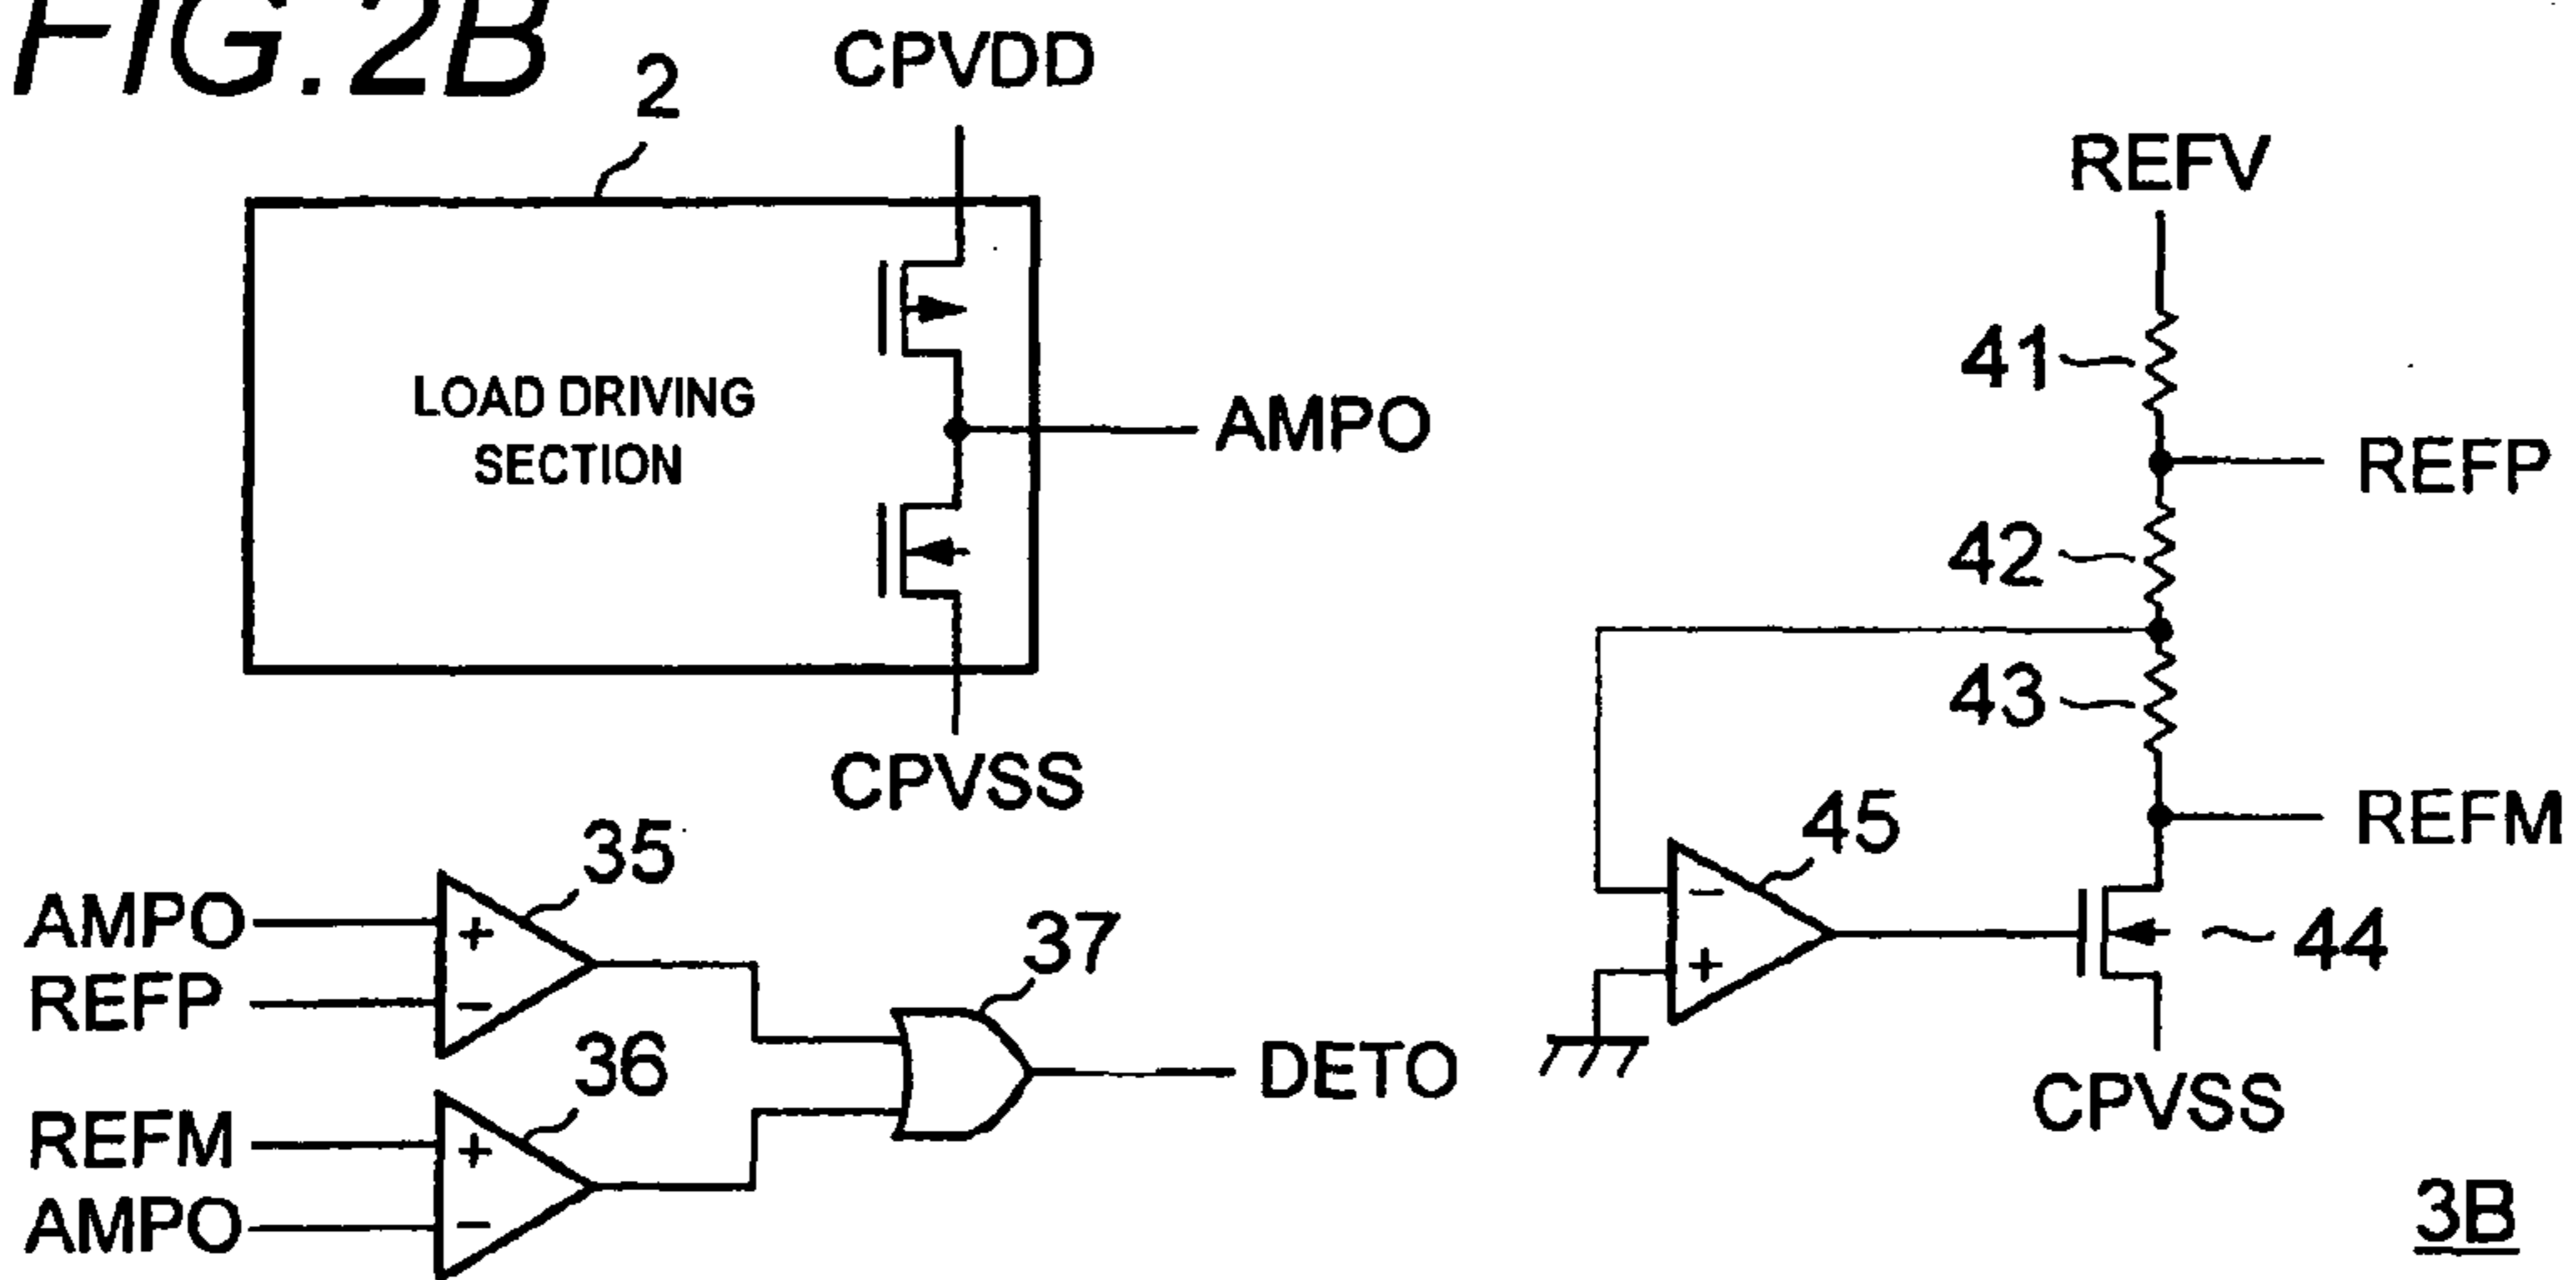 FIG. 2B
2
CPVDD
LOAD DRIVING
SECTION
AMPO
CPVSS
REFV
41
REFP
42
43
REFM
45
-
+
44
CPVSS
AMPO
+
35
REFP
-
REFM
+
36
AMPO
-
37
DETO
3B